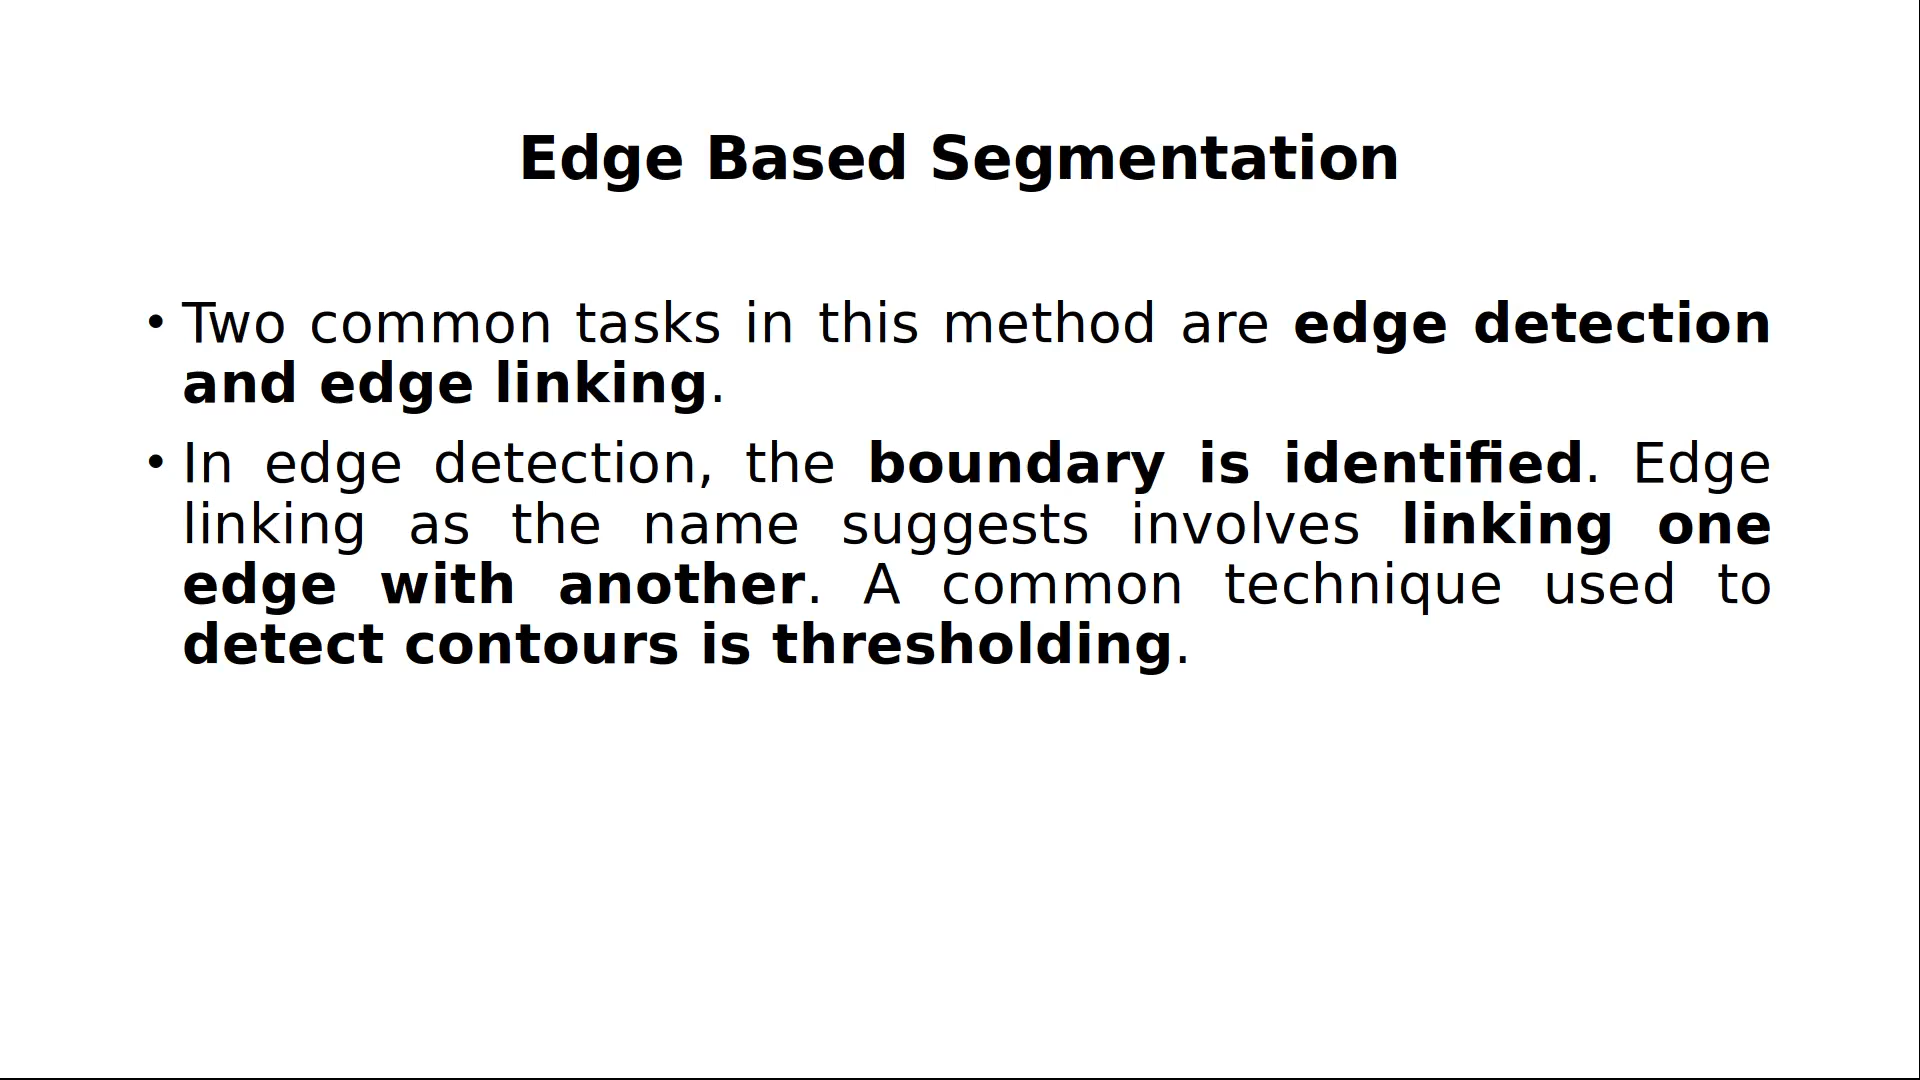 Edge Based Segmentation
• Two common tasks in this method are edge detection
and edge linking.
• In edge detection, the boundary is identified. Edge
linking as the name suggests involves linking one
edge with another. A common technique used to
detect contours is thresholding.